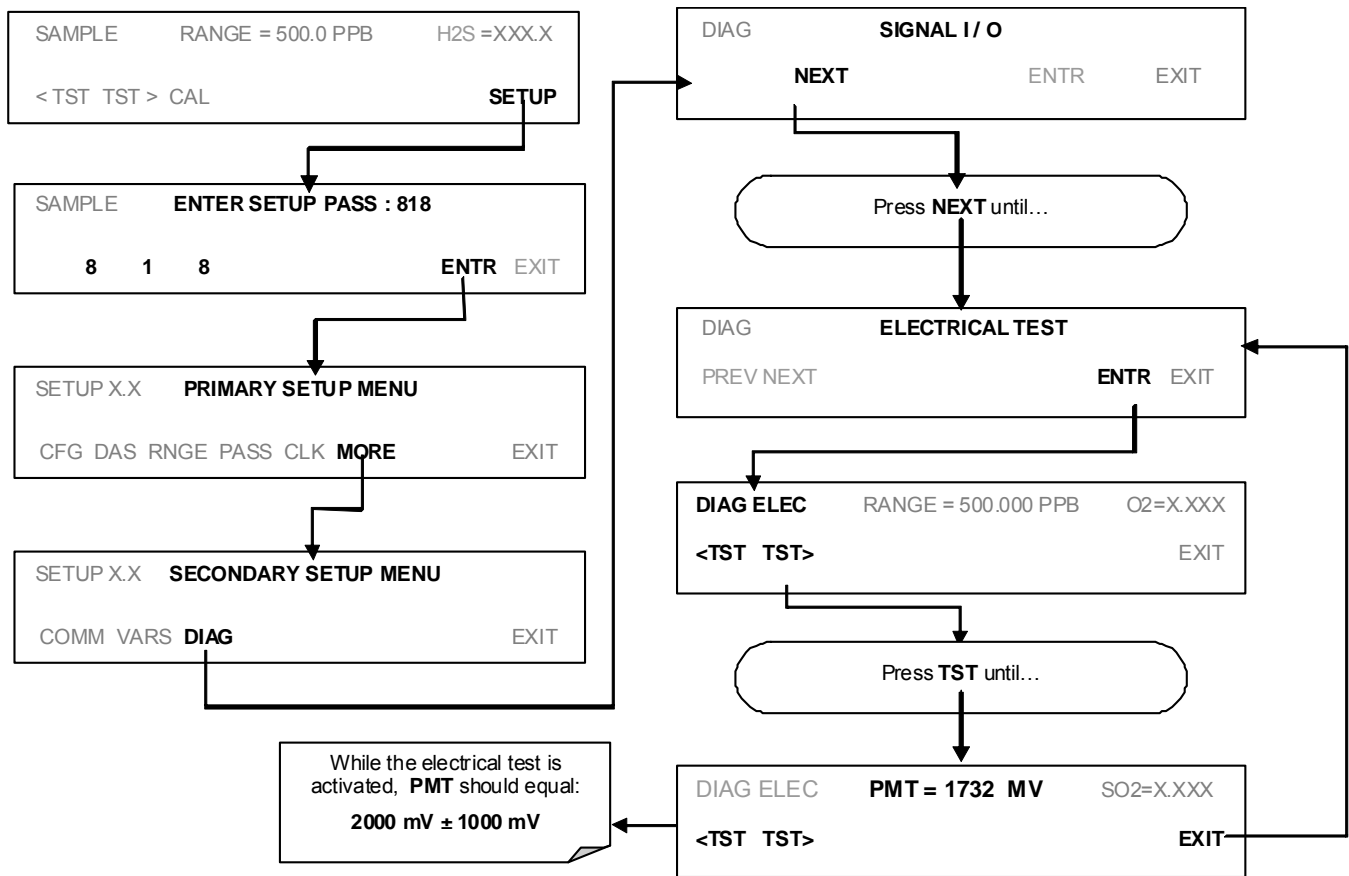 SAMPLE RANGE = 500.0 PPB H2S =XXX.X
< TST TST > CAL SETUP
SAMPLE ENTER SETUP PASS : 818
8 1 8 ENTR EXIT
SETUP X.X PRIMARY SETUP MENU
CFG DAS RNGE PASS CLK MORE EXIT
SETUP X.X SECONDARY SETUP MENU
COMM VARS DIAG EXIT
DIAG SIGNAL I / O
NEXT ENTR EXIT
Press NEXT until…
DIAG ELECTRICAL TEST
PREV NEXT ENTR EXIT
DIAG ELEC RANGE = 500.000 PPB O2=X.XXX
<TST TST> EXIT
Press TST until…
DIAG ELEC PMT = 1732 MV SO2=X.XXX
<TST TST> EXIT
While the electrical test is
activated, PMT should equal:
2000 mV ± 1000 mV